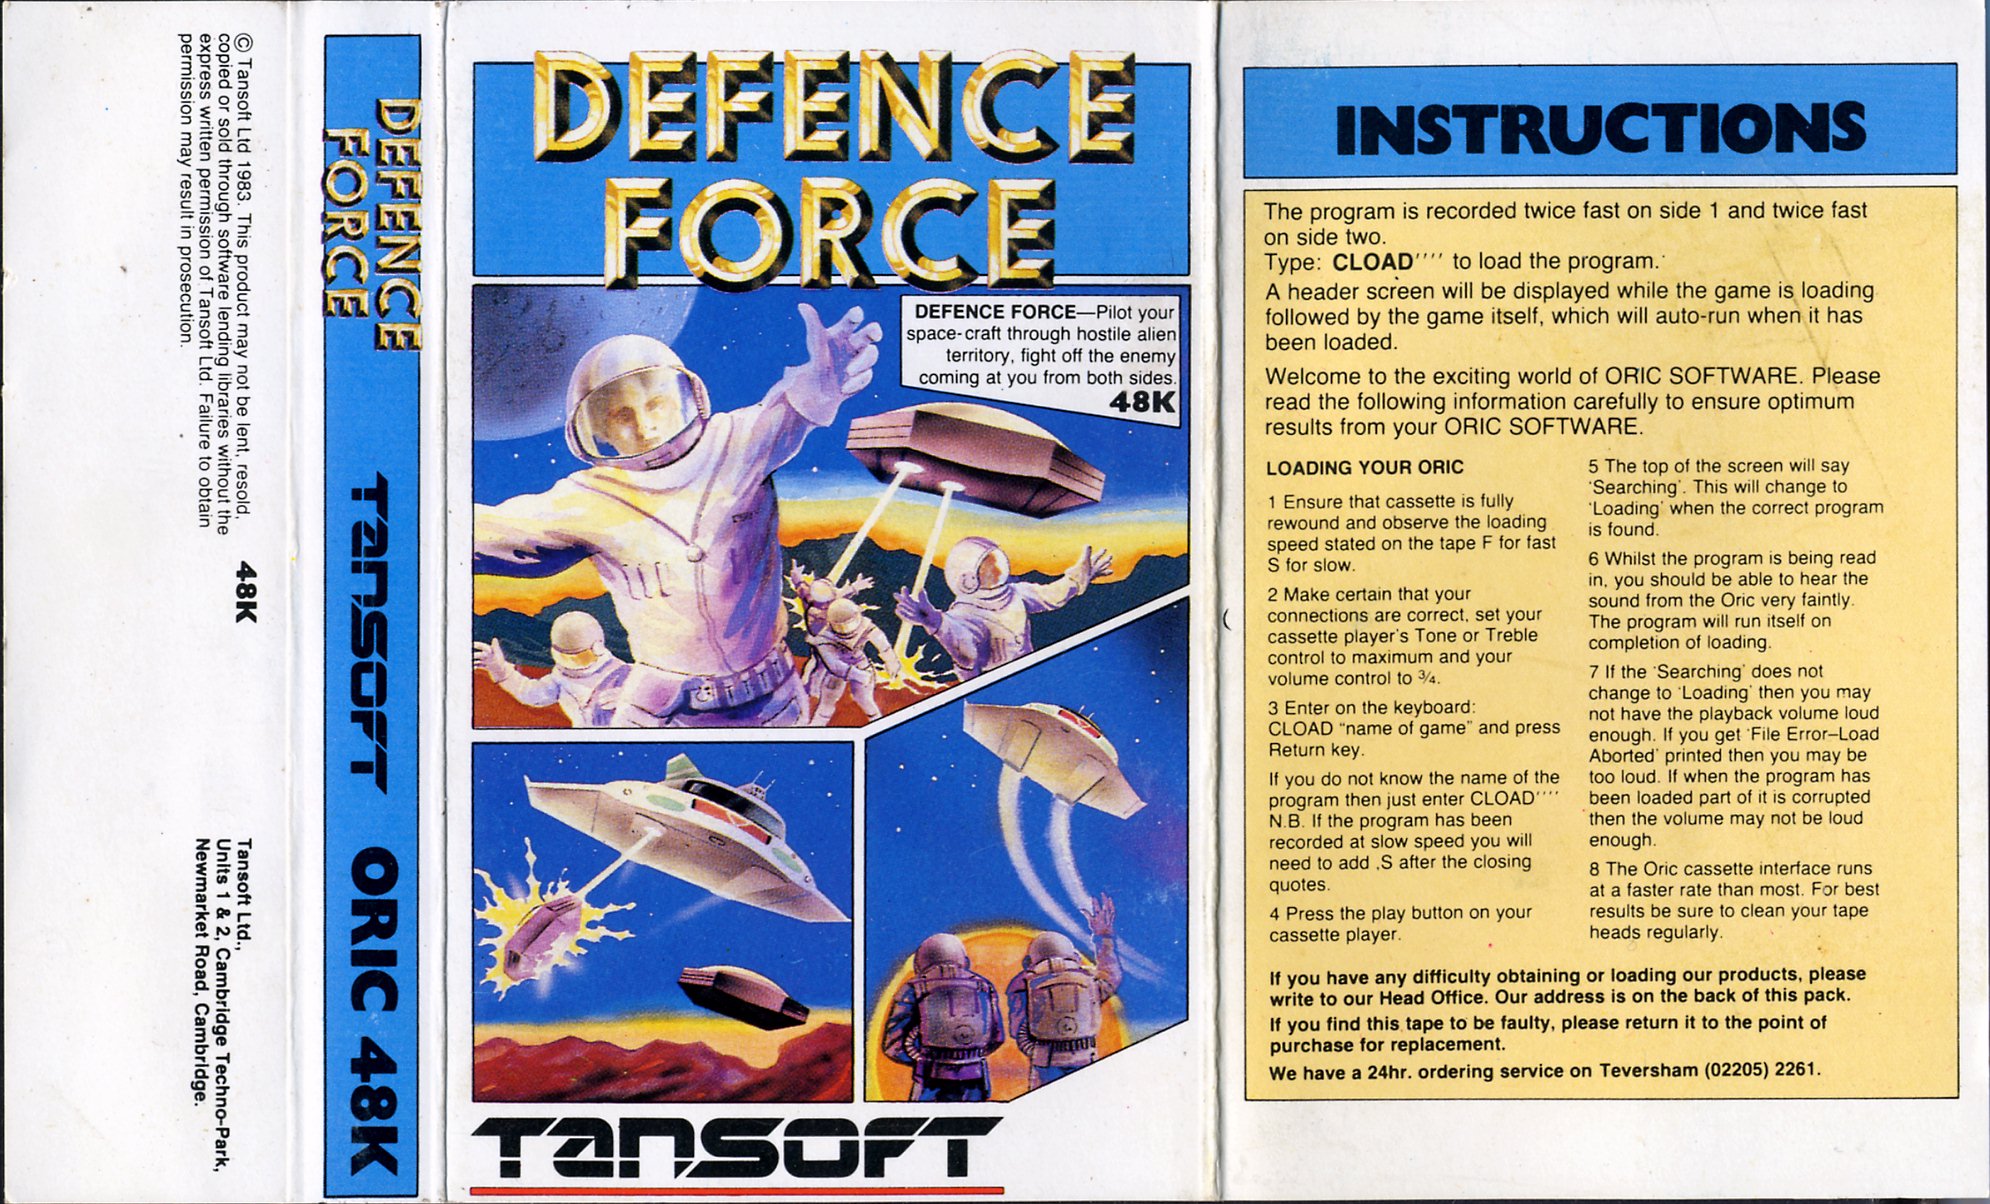 © Tansoft Ltd 1983. This product may not be lent, resold,
copied or sold through software lending libraries without the
express written permission of Tansoft Ltd. Failure to obtain
permission may result in prosecution.
48K
Tansoft Ltd.,
Units 1 & 2, Cambridge Techno-Park,
Newmarket Road, Cambridge.
DEFENCE
FORCE
TANSOFT
ORIC 48K
DEFENCE
FORCE
DEFENCE FORCE—Pilot your
space-craft through hostile alien
territory, fight off the enemy
coming at you from both sides.
48K
TANSOFT
INSTRUCTIONS
The program is recorded twice fast on side 1 and twice fast
on side two.
Type: CLOAD'''' to load the program.
A header screen will be displayed while the game is loading
followed by the game itself, which will auto-run when it has
been loaded.
Welcome to the exciting world of ORIC SOFTWARE. Please
read the following information carefully to ensure optimum
results from your ORIC SOFTWARE.
LOADING YOUR ORIC
1 Ensure that cassette is fully
rewound and observe the loading
speed stated on the tape F for fast
S for slow.
2 Make certain that your
connections are correct, set your
cassette player's Tone or Treble
control to maximum and your
volume control to ¾.
3 Enter on the keyboard:
CLOAD "name of game" and press
Return key.
If you do not know the name of the
program then just enter CLOAD''''
N.B. If the program has been
recorded at slow speed you will
need to add ,S after the closing
quotes.
4 Press the play button on your
cassette player.
5 The top of the screen will say
'Searching'. This will change to
'Loading' when the correct program
is found.
6 Whilst the program is being read
in, you should be able to hear the
sound from the Oric very faintly.
The program will run itself on
completion of loading.
7 If the 'Searching' does not
change to 'Loading' then you may
not have the playback volume loud
enough. If you get 'File Error–Load
Aborted' printed then you may be
too loud. If when the program has
been loaded part of it is corrupted
then the volume may not be loud
enough.
8 The Oric cassette interface runs
at a faster rate than most. For best
results be sure to clean your tape
heads regularly.
If you have any difficulty obtaining or loading our products, please
write to our Head Office. Our address is on the back of this pack.
If you find this tape to be faulty, please return it to the point of
purchase for replacement.
We have a 24hr. ordering service on Teversham (02205) 2261.